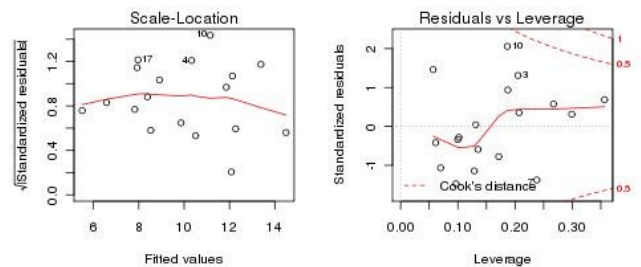 Scale-Location
√|Standardized residuals|
0.0 0.4 0.8 1.2
10
17
4
6 8 10 12 14
Fitted values
Residuals vs Leverage
Standardized residuals
-1 0 1 2
10
3
7
1
0.5
0.5
Cook's distance
0.00 0.10 0.20 0.30
Leverage